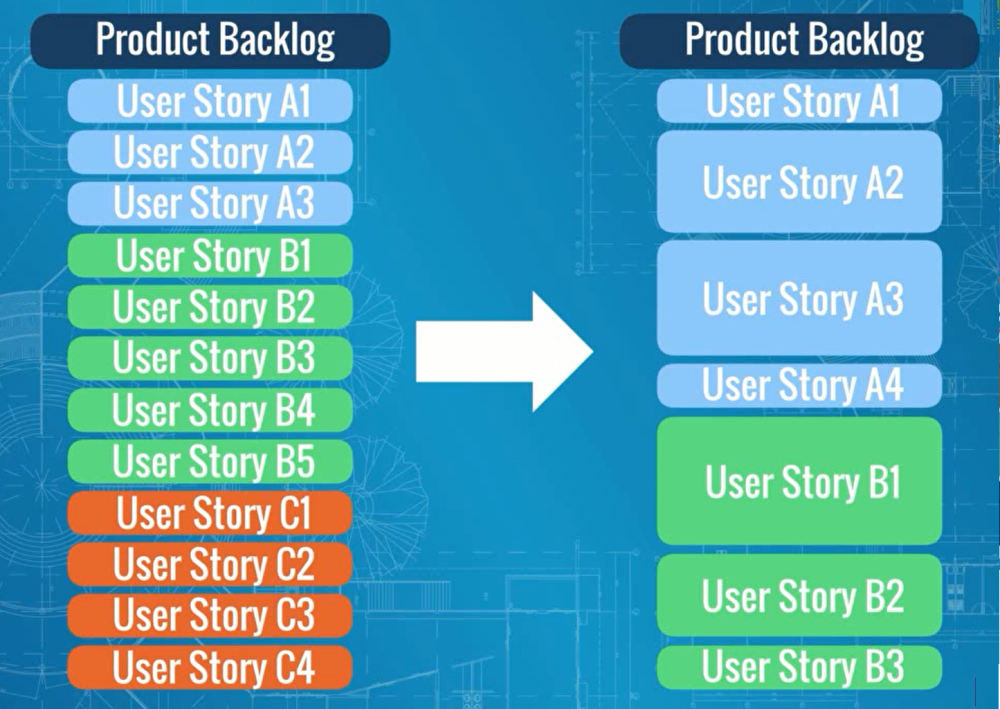 Product Backlog
User Story A1
User Story A2
User Story A3
User Story B1
User Story B2
User Story B3
User Story B4
User Story B5
User Story C1
User Story C2
User Story C3
User Story C4
Product Backlog
User Story A1
User Story A2
User Story A3
User Story A4
User Story B1
User Story B2
User Story B3